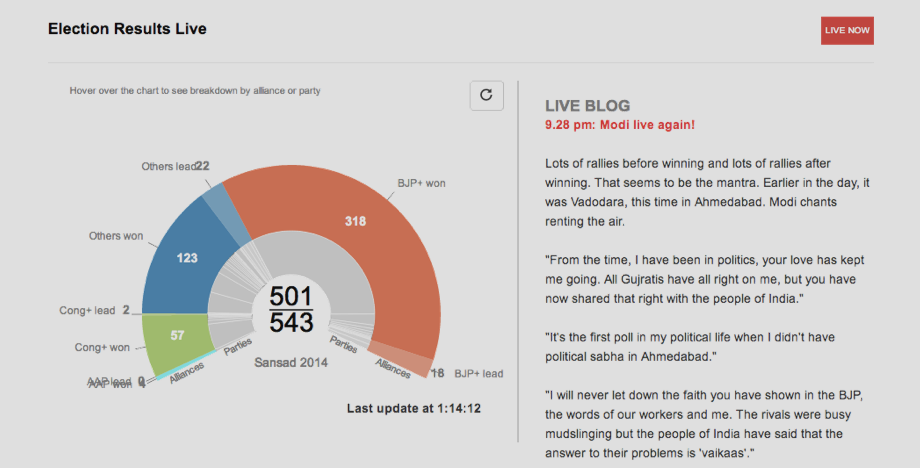 Election Results Live
LIVE NOW
Hover over the chart to see breakdown by alliance or party
Others lead 22
BJP+ won
318
Others won
123
Cong+ lead 2
57
Cong+ won
AAP lead 0
AAP won 4
Alliances
Parties
501
543
Sansad 2014
Parties
Alliances
18 BJP+ lead
Last update at 1:14:12
LIVE BLOG
9.28 pm: Modi live again!
Lots of rallies before winning and lots of rallies after
winning. That seems to be the mantra. Earlier in the day, it
was Vadodara, this time in Ahmedabad. Modi chants
renting the air.
"From the time, I have been in politics, your love has kept
me going. All Gujratis have all right on me, but you have
now shared that right with the people of India."
"It's the first poll in my political life when I didn't have
political sabha in Ahmedabad."
"I will never let down the faith you have shown in the BJP,
the words of our workers and me. The rivals were busy
mudslinging but the people of India have said that the
answer to their problems is 'vaikaas'."